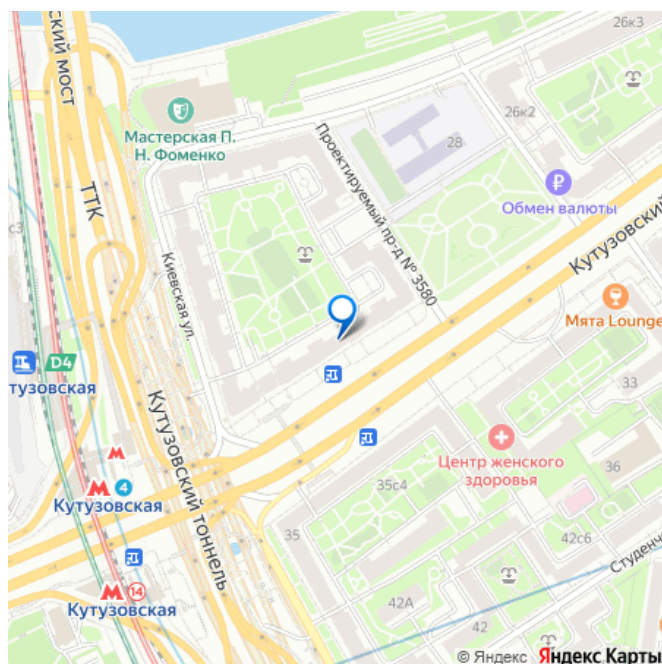 ский мост
26к3
Мастерская П.
Н. Фоменко
26к2
28
ТТК
с3
Проектируемый пр-д № 3580
Обмен валюты
Кутузовский
Киевская ул.
Мята Lounge
D4
тузовская
33
Кутузовский тоннель
Центр женского
здоровья
36
35с4
4
Кутузовская
35
42с6
Студенч
14
Кутузовская
42А
42
© Яндекс Яндекс Карты